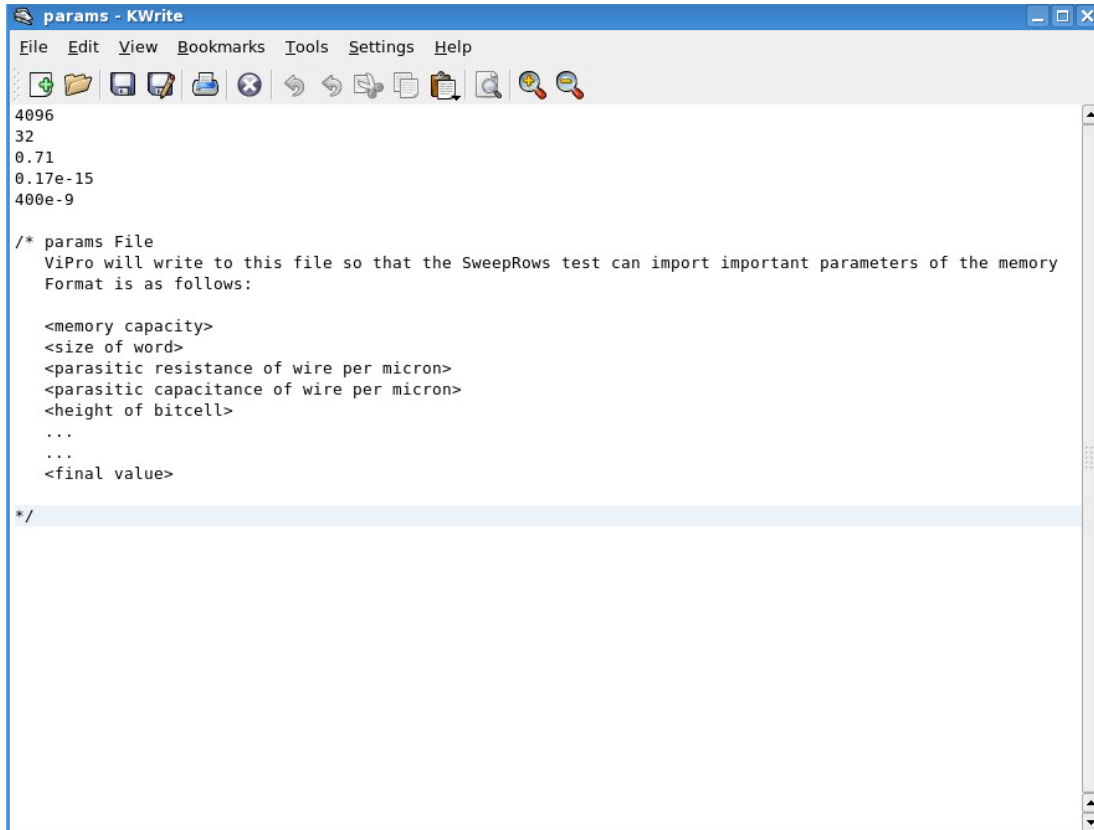 params - KWrite
File Edit View Bookmarks Tools Settings Help
4096
32
0.71
0.17e-15
400e-9
/* params File
ViPro will write to this file so that the SweepRows test can import important parameters of the memory
Format is as follows:
<memory capacity>
<size of word>
<parasitic resistance of wire per micron>
<parasitic capacitance of wire per micron>
<height of bitcell>
...
...
<final value>
*/